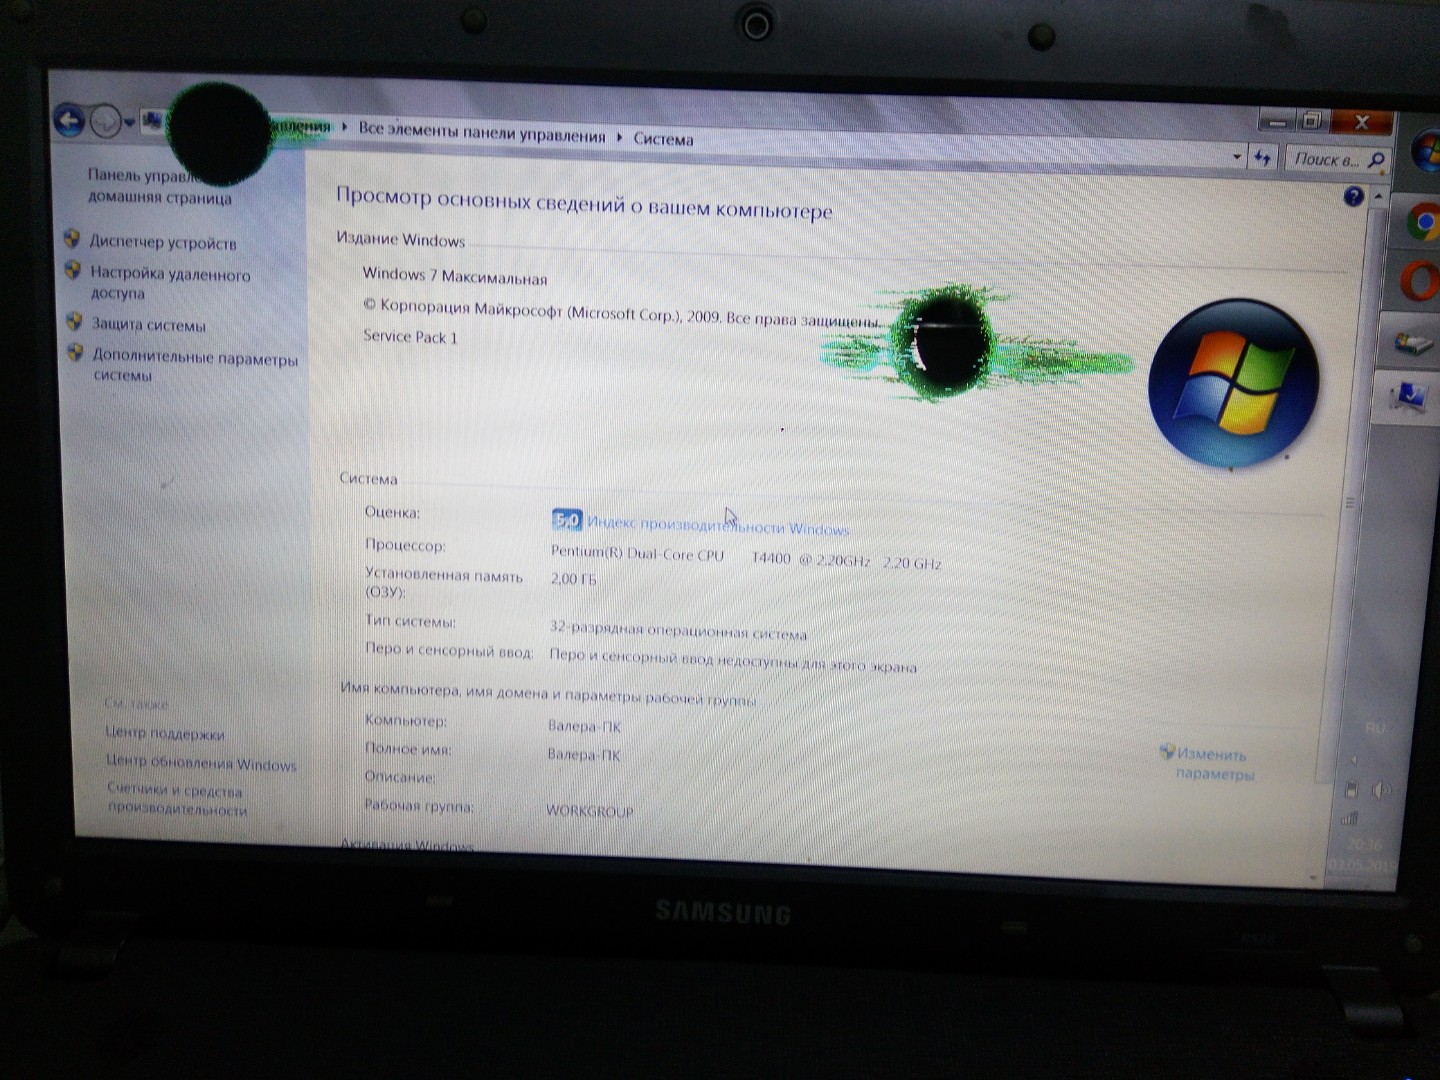 авления ▸ Все элементы панели управления ▸ Система
Поиск в...
Панель управл
домашняя страница
Диспетчер устройств
Настройка удаленного
доступа
Защита системы
Дополнительные параметры
системы
См. также
Центр поддержки
Центр обновления Windows
Счетчики и средства
производительности
Просмотр основных сведений о вашем компьютере
Издание Windows
Windows 7 Максимальная
© Корпорация Майкрософт (Microsoft Corp.), 2009. Все права защищены.
Service Pack 1
Система
Оценка: 5,0 Индекс производительности Windows
Процессор: Pentium(R) Dual-Core CPU T4400 @ 2.20GHz 2.20 GHz
Установленная память
(ОЗУ): 2,00 ГБ
Тип системы: 32-разрядная операционная система
Перо и сенсорный ввод: Перо и сенсорный ввод недоступны для этого экрана
Имя компьютера, имя домена и параметры рабочей группы
Компьютер: Валера-ПК
Полное имя: Валера-ПК
Описание:
Рабочая группа: WORKGROUP
Изменить
параметры
Активация Windows
RU
20:36
SAMSUNG